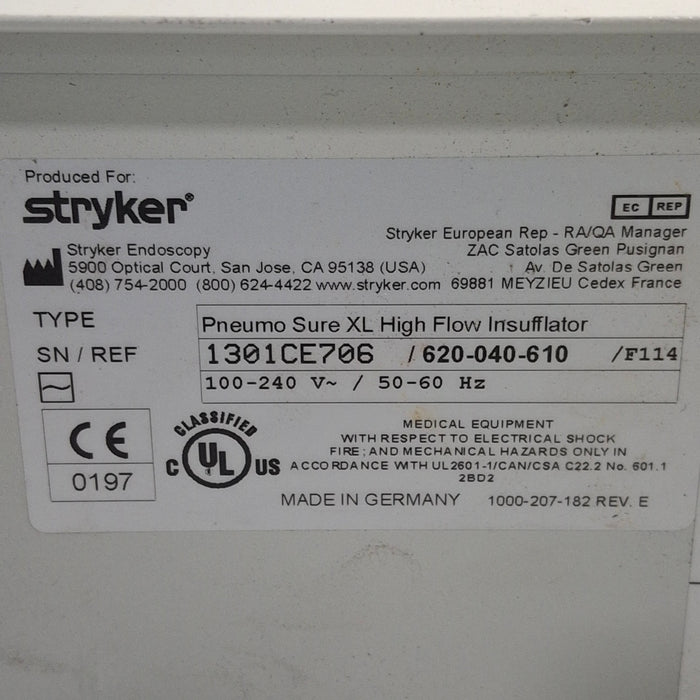 Produced For:
stryker®
EC REP
Stryker European Rep - RA/QA Manager
ZAC Satolas Green Pusignan
Av. De Satolas Green
69881 MEYZIEU Cedex France
Stryker Endoscopy
5900 Optical Court, San Jose, CA 95138 (USA)
(408) 754-2000 (800) 624-4422 www.stryker.com
TYPE Pneumo Sure XL High Flow Insufflator
SN / REF 1301CE706 / 620-040-610 /F114
100-240 V~ / 50-60 Hz
CE
0197
CLASSIFIED
C UL US
®
MEDICAL EQUIPMENT
WITH RESPECT TO ELECTRICAL SHOCK
FIRE; AND MECHANICAL HAZARDS ONLY IN
ACCORDANCE WITH UL2601-1/CAN/CSA C22.2 No. 601.1
2BD2
MADE IN GERMANY 1000-207-182 REV. E